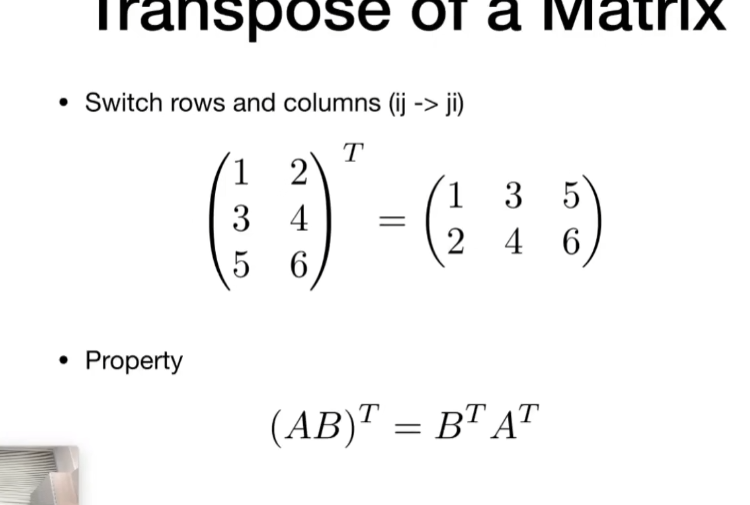 Transpose of a Matrix
• Switch rows and columns (ij -> ji)
$\begin{pmatrix} 1 & 2 \\ 3 & 4 \\ 5 & 6 \end{pmatrix}^T = \begin{pmatrix} 1 & 3 & 5 \\ 2 & 4 & 6 \end{pmatrix}$
• Property
$(AB)^T = B^T A^T$